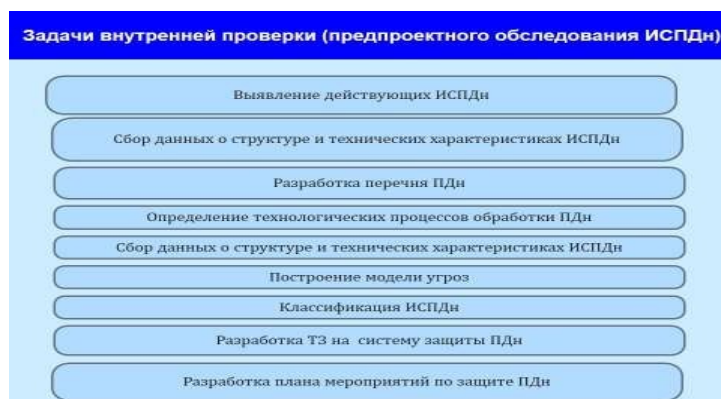 Задачи внутренней проверки (предпроектного обследования ИСПДн)
Выявление действующих ИСПДн
Сбор данных о структуре и технических характеристиках ИСПДн
Разработка перечня ПДн
Определение технологических процессов обработки ПДн
Сбор данных о структуре и технических характеристиках ИСПДн
Построение модели угроз
Классификация ИСПДн
Разработка ТЗ на систему защиты ПДн
Разработка плана мероприятий по защите ПДн